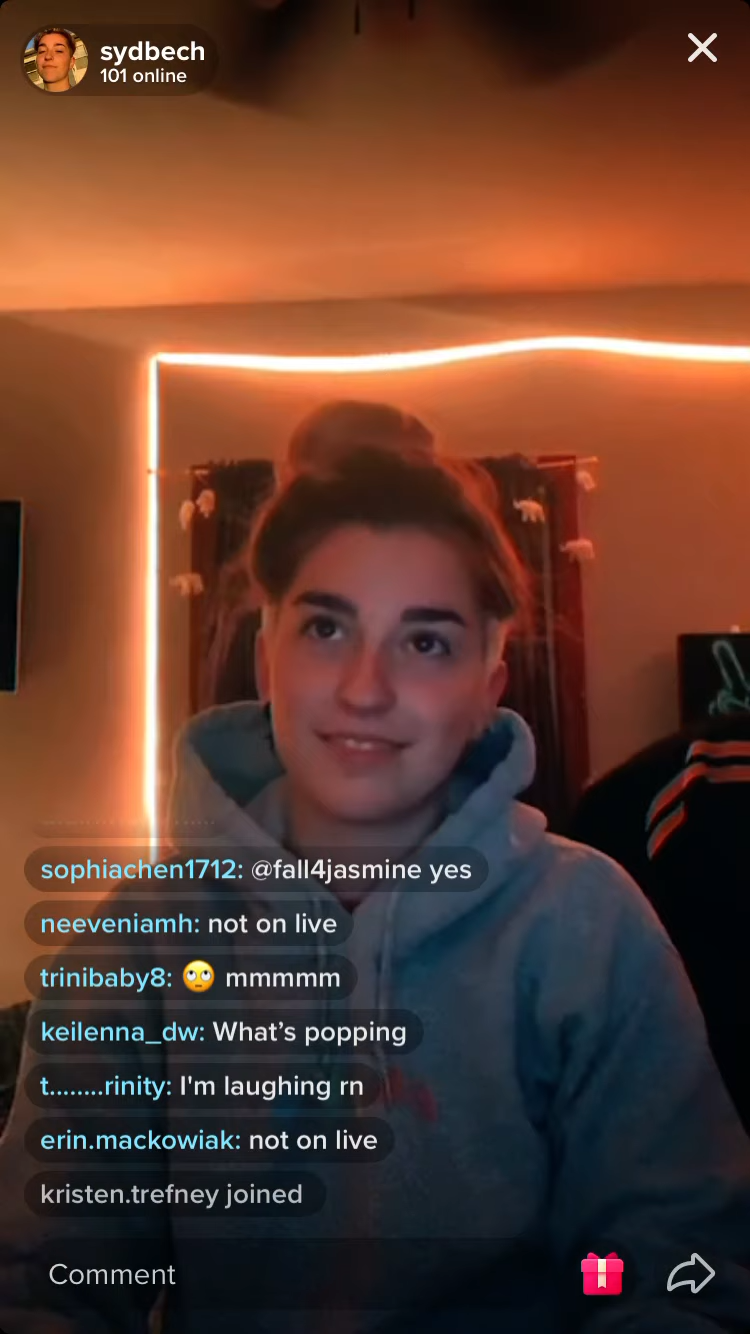 sydbech
101 online
sophiachen1712: @fall4jasmine yes
neeveniamh: not on live
trinibaby8: 🙄 mmmmm
keilenna_dw: What’s popping
t........rinity: I'm laughing rn
erin.mackowiak: not on live
kristen.trefney joined
Comment